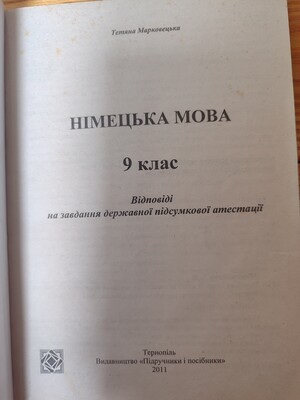 Тетяна Марковецька
НІМЕЦЬКА МОВА
9 клас
Відповіді
на завдання державної підсумкової атестації
Тернопіль
Видавництво «Підручники і посібники»
2011